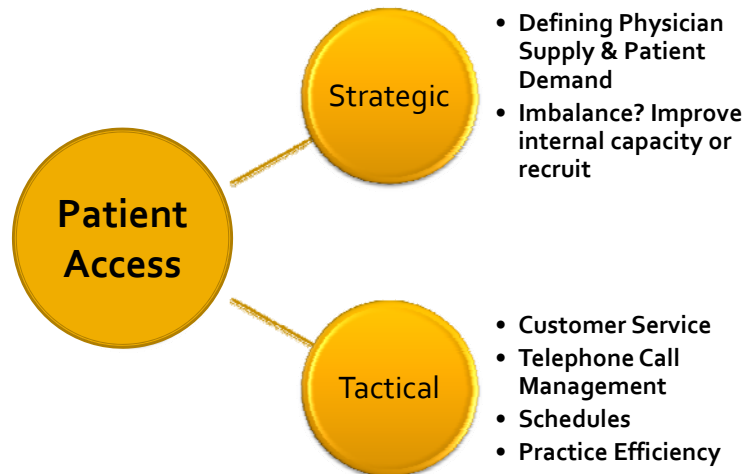 Patient
Access
Strategic
• Defining Physician
Supply & Patient
Demand
• Imbalance? Improve
internal capacity or
recruit
Tactical
• Customer Service
• Telephone Call
Management
• Schedules
• Practice Efficiency